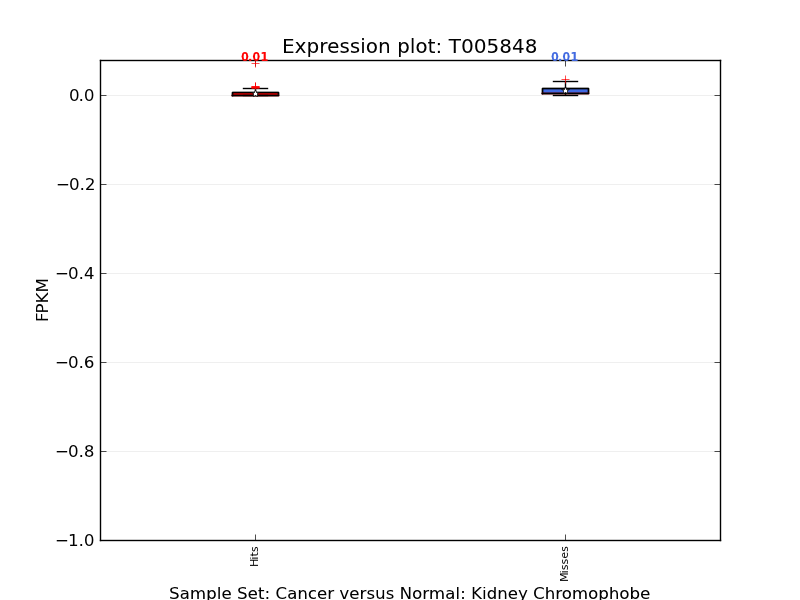 Expression plot: T005848
0.01 0.01
0.0
−0.2
−0.4
−0.6
−0.8
−1.0
FPKM
Hits Misses
Sample Set: Cancer versus Normal: Kidney Chromophobe